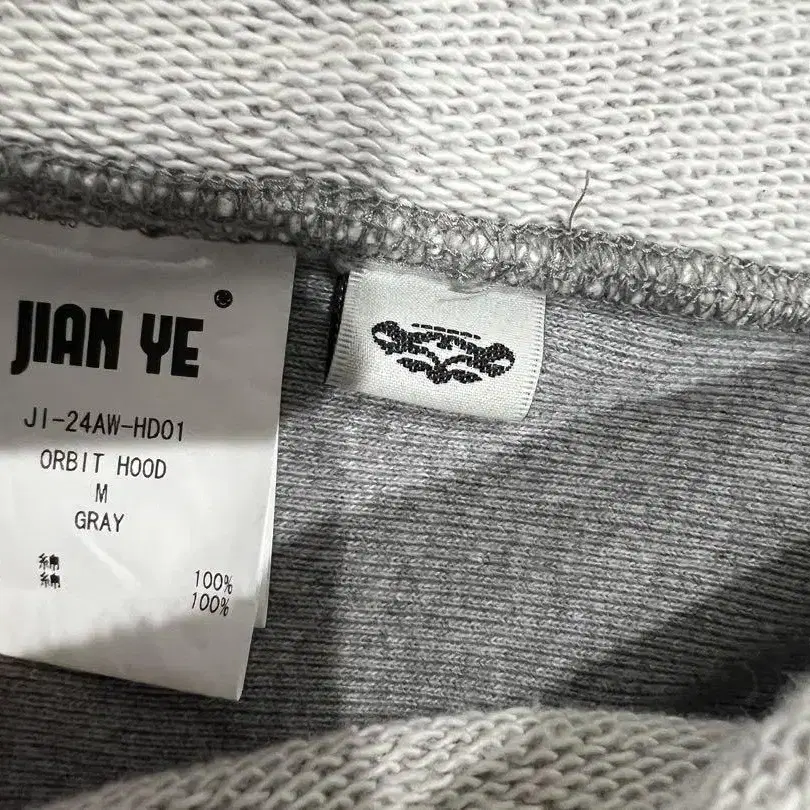 JIAN YE
JI-24AW-HD01
ORBIT HOOD
M
GRAY
綿 100%
綿 100%